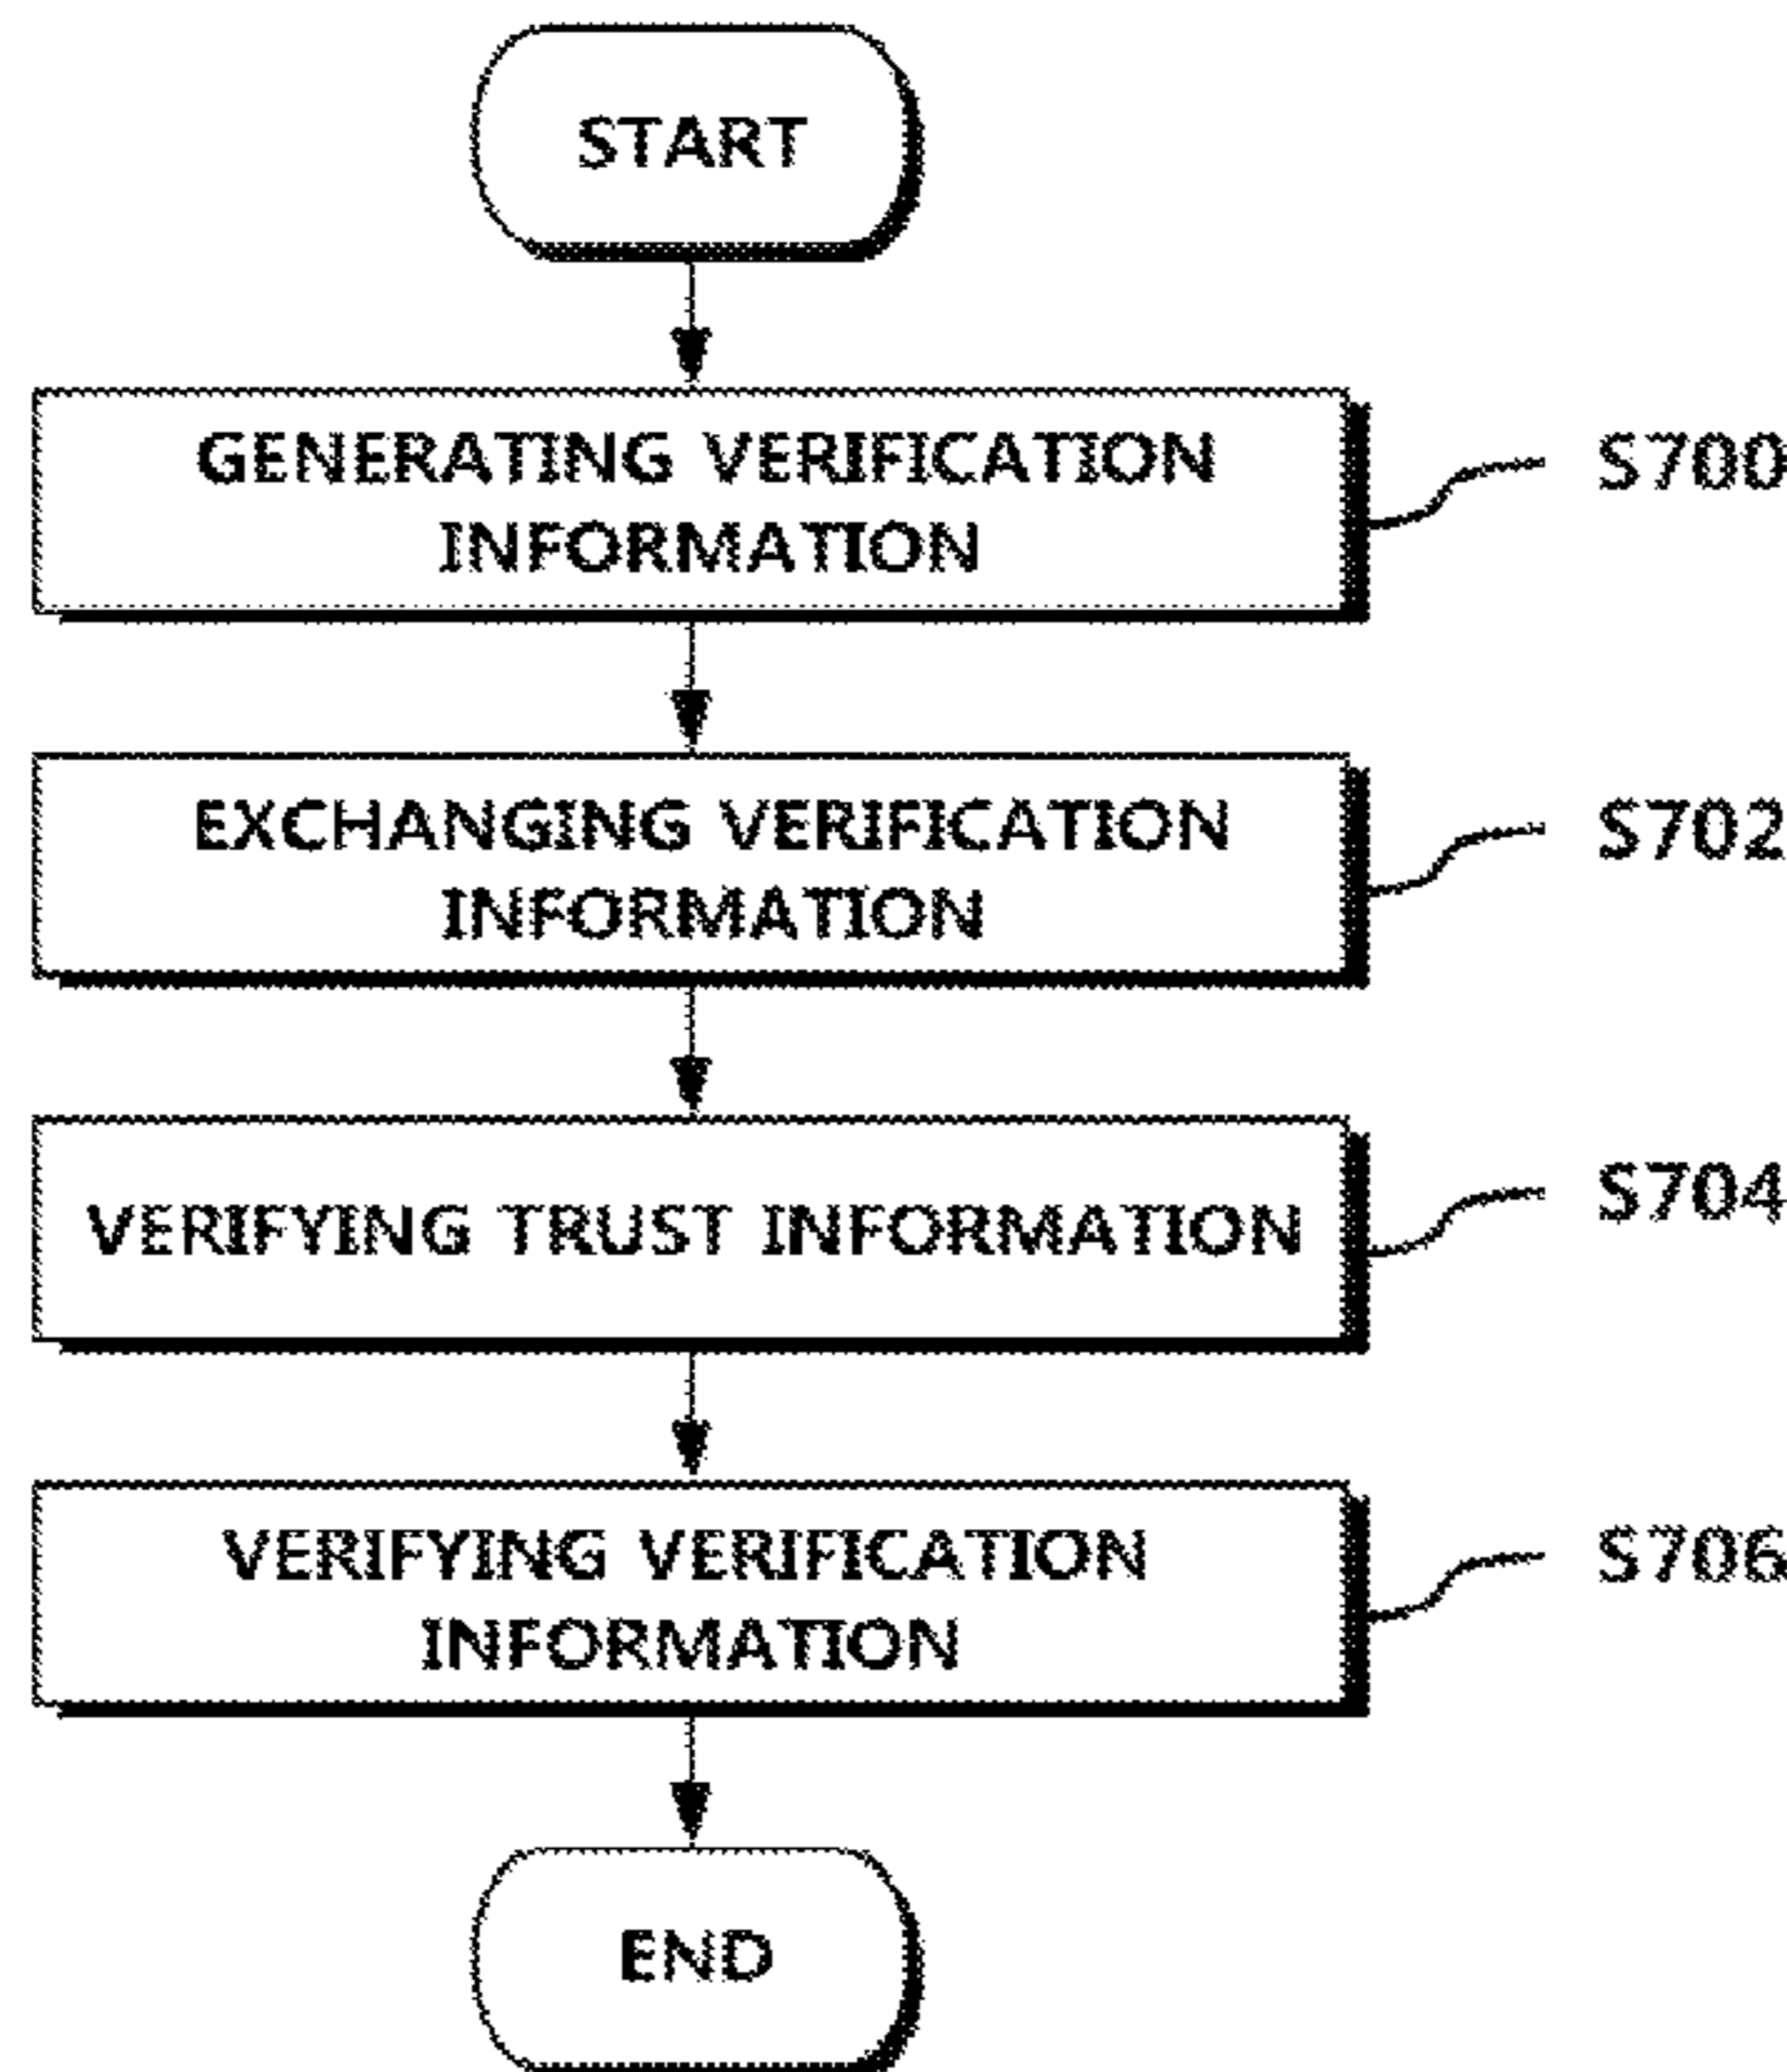 START
GENERATING VERIFICATION
INFORMATION
S700
EXCHANGING VERIFICATION
INFORMATION
S702
VERIFYING TRUST INFORMATION
S704
VERIFYING VERIFICATION
INFORMATION
S706
END